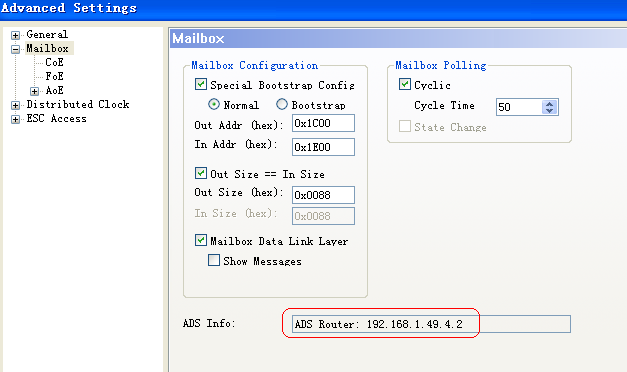 Advanced Settings
General
Mailbox
CoE
FoE
AoE
Distributed Clock
ESC Access
Mailbox
Mailbox Configuration
Special Bootstrap Config
Normal Bootstrap
Out Addr (hex): 0x1C00
In Addr (hex): 0x1E00
Out Size == In Size
Out Size (hex): 0x0088
In Size (hex): 0x0088
Mailbox Data Link Layer
Show Messages
Mailbox Polling
Cyclic
Cycle Time 50
State Change
ADS Info: ADS Router: 192.168.1.49.4.2